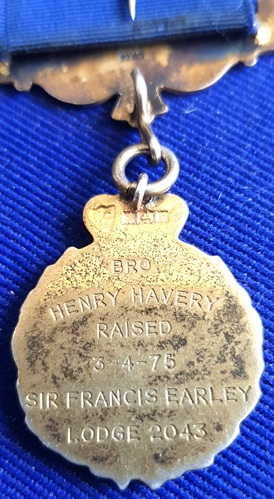 BRO
HENRY HAVERY
RAISED
3-4-75
SIR FRANCIS EARLEY
LODGE 2043